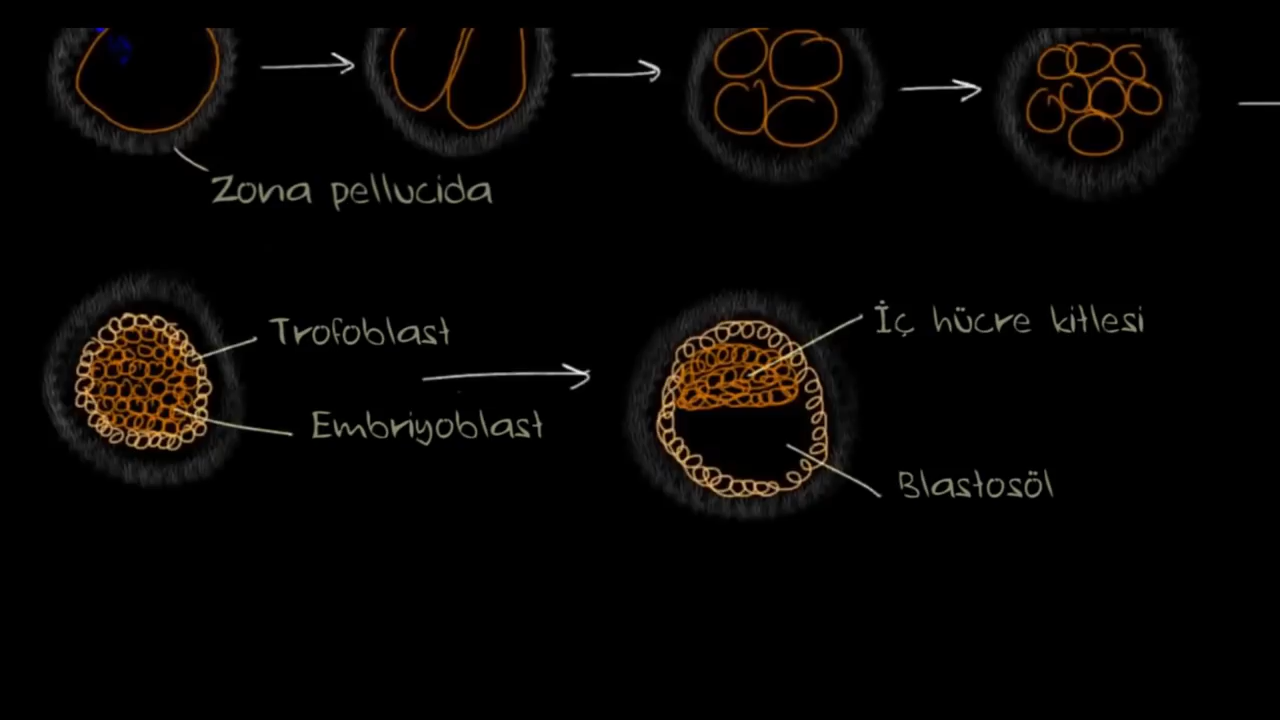 Zona pellucida
Trofoblast
Embriyoblast
İç hücre kitlesi
Blastosöl